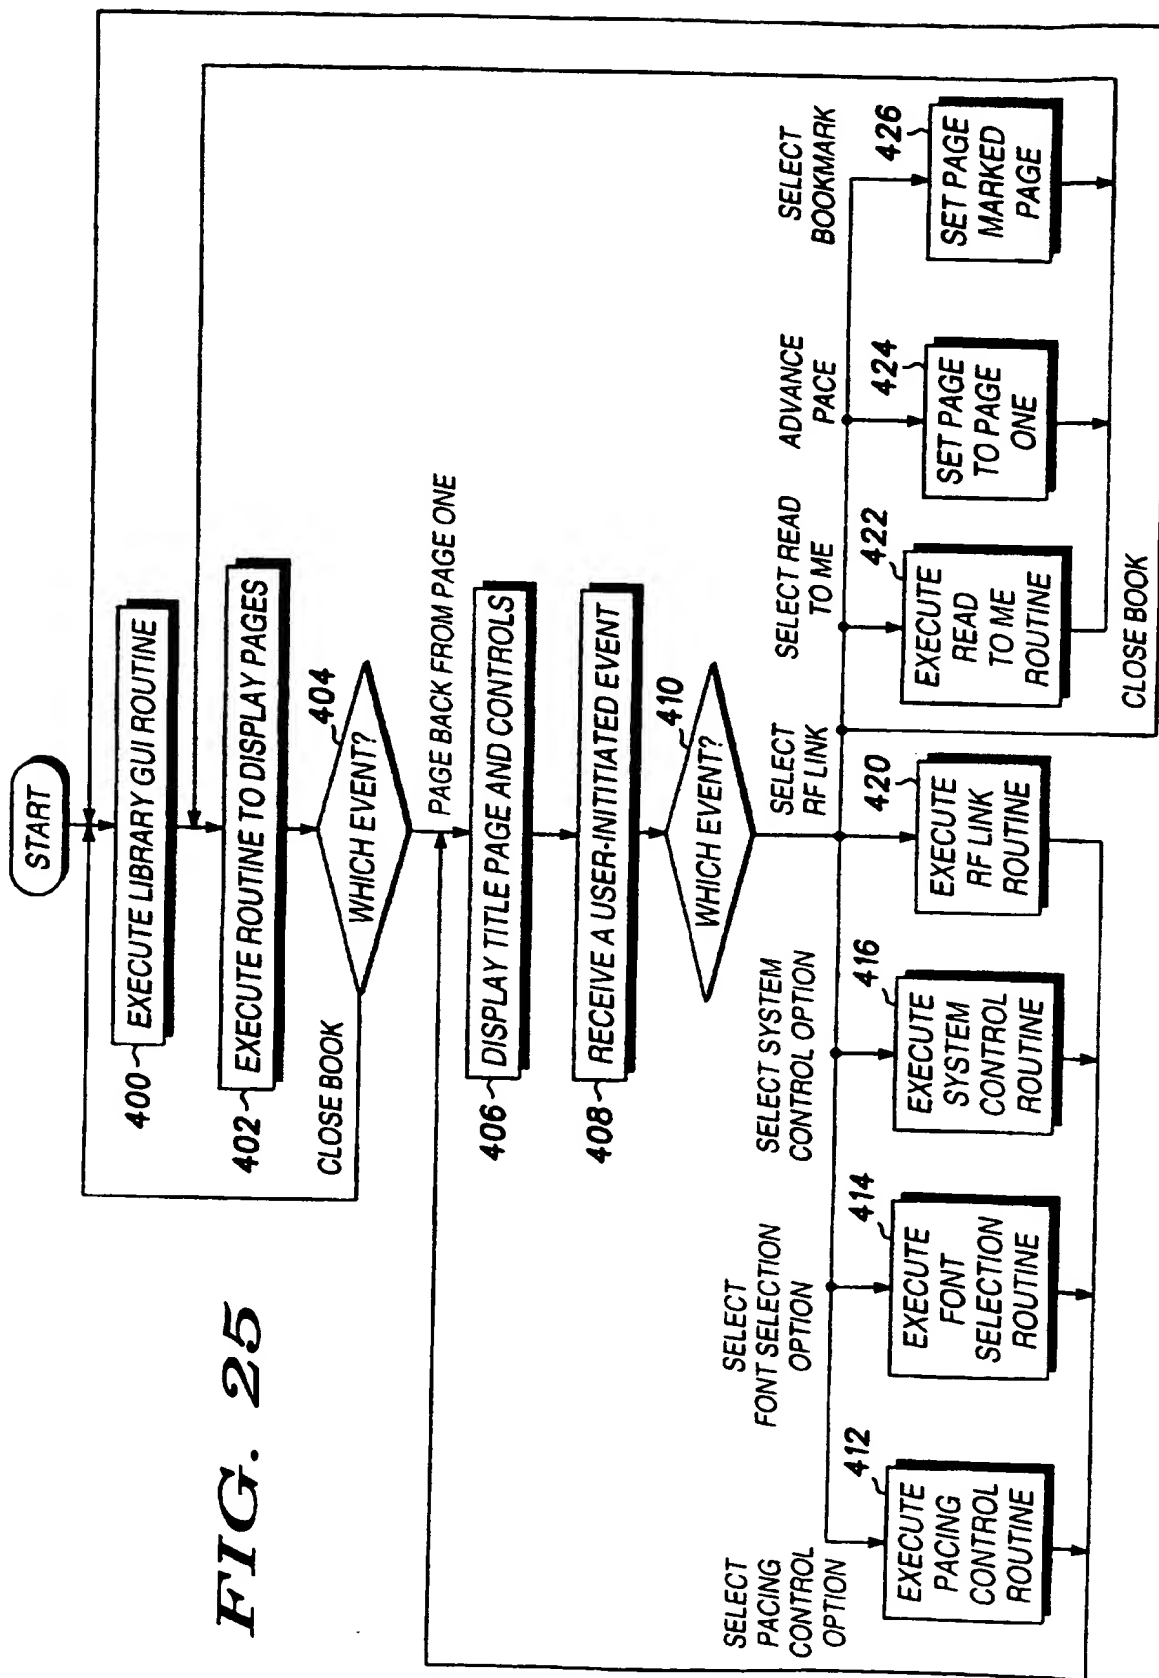 FIG. 25
START
400
EXECUTE LIBRARY GUI ROUTINE
402
EXECUTE ROUTINE TO DISPLAY PAGES
404
WHICH EVENT?
CLOSE BOOK
PAGE BACK FROM PAGE ONE
406
DISPLAY TITLE PAGE AND CONTROLS
408
RECEIVE A USER-INITIATED EVENT
410
WHICH EVENT?
SELECT
PACING
CONTROL
OPTION
412
EXECUTE
PACING
CONTROL
ROUTINE
SELECT
FONT SELECTION
OPTION
414
EXECUTE
FONT
SELECTION
ROUTINE
SELECT SYSTEM
CONTROL OPTION
416
EXECUTE
SYSTEM
CONTROL
ROUTINE
SELECT
RF LINK
420
EXECUTE
RF LINK
ROUTINE
SELECT READ
TO ME
422
EXECUTE
READ
TO ME
ROUTINE
ADVANCE
PACE
424
SET PAGE
TO PAGE
ONE
SELECT
BOOKMARK
426
SET PAGE
MARKED
PAGE
CLOSE BOOK